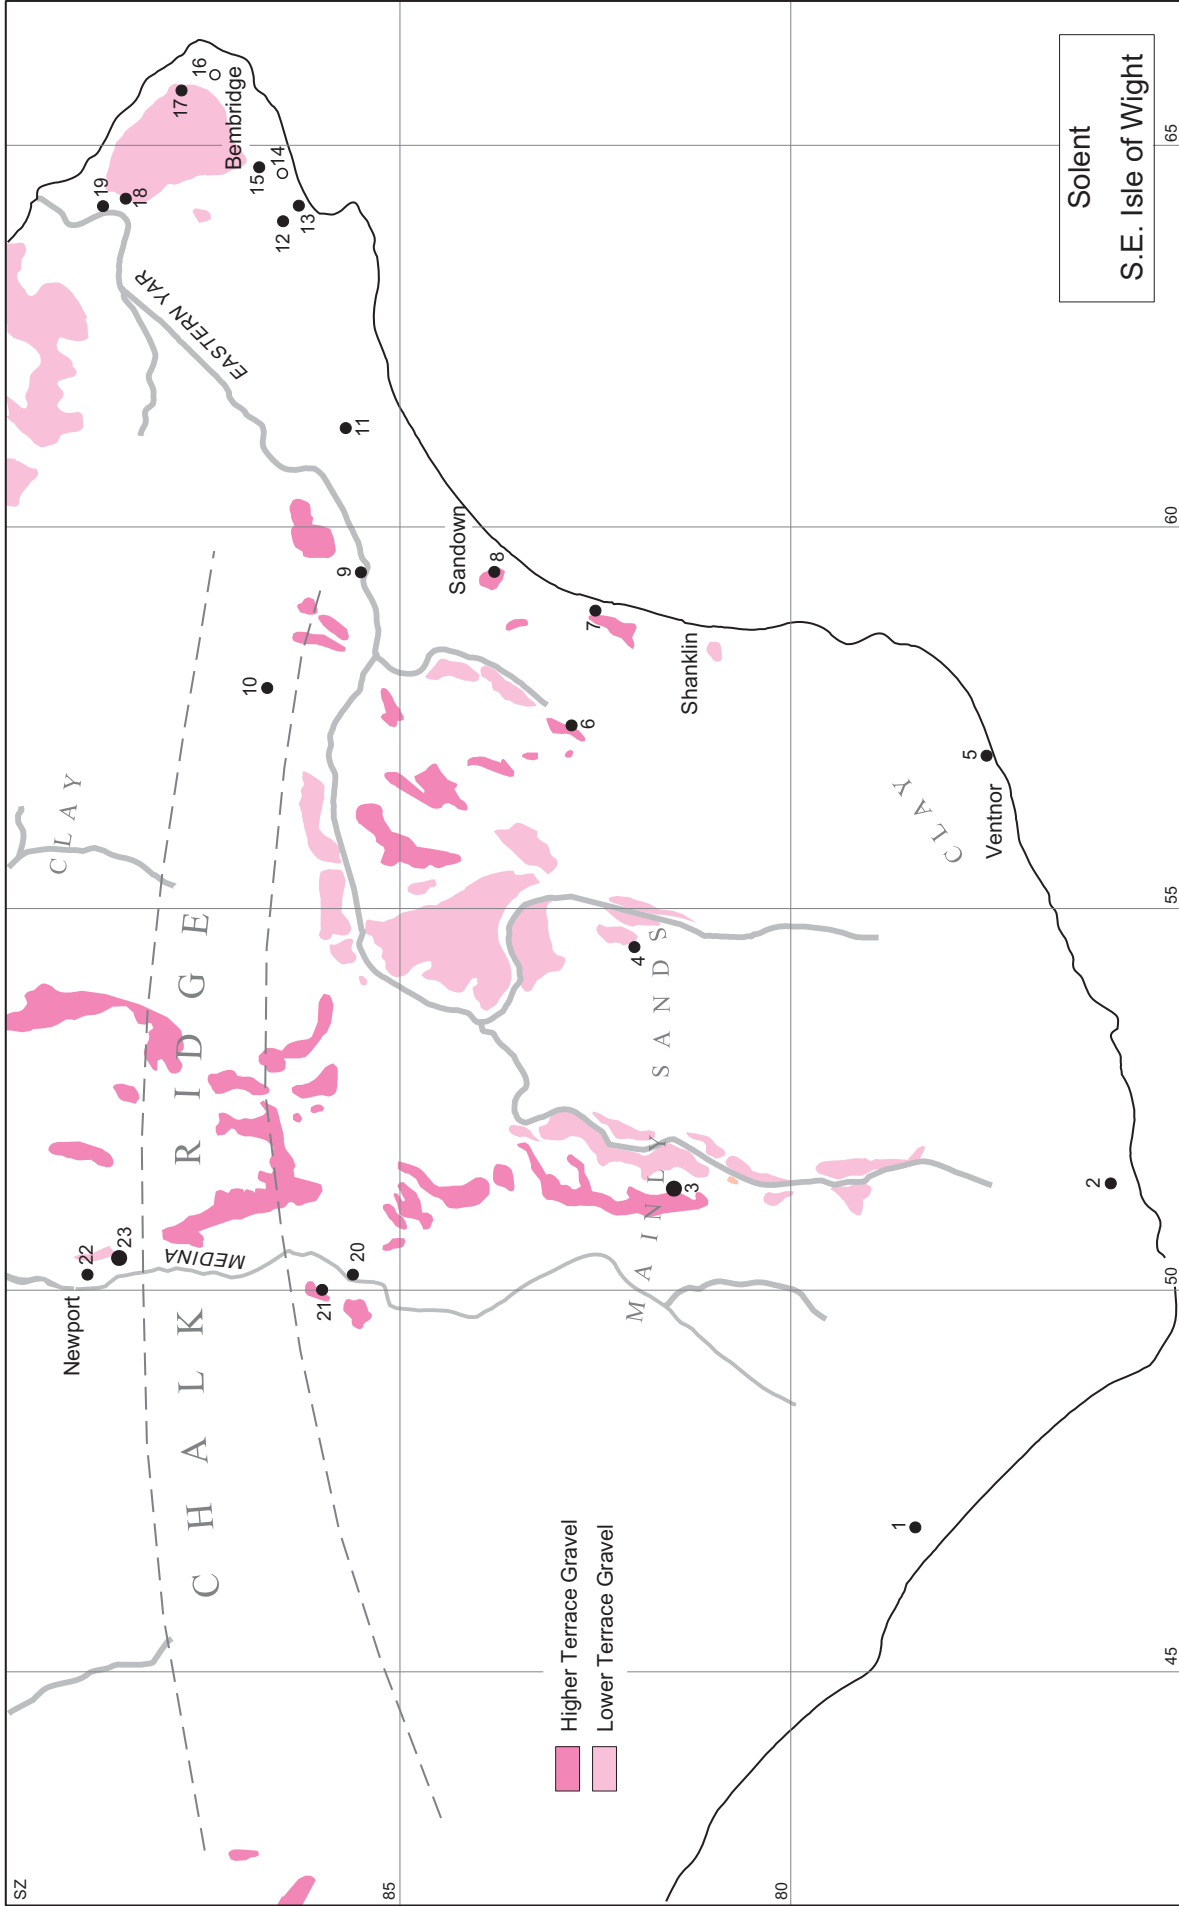 SZ
Newport
22
23
MEDINA
20
21
CHALK RIDGE
CLAY
EASTERN YAR
19
18
17
16
Bembridge
15
14
12
13
11
9
10
Sandown
8
7
Shanklin
6
4
MAINLY SANDS
3
CLAY
5
Ventnor
2
1
85
80
45
50
55
60
65
Higher Terrace Gravel
Lower Terrace Gravel
Solent
S.E. Isle of Wight